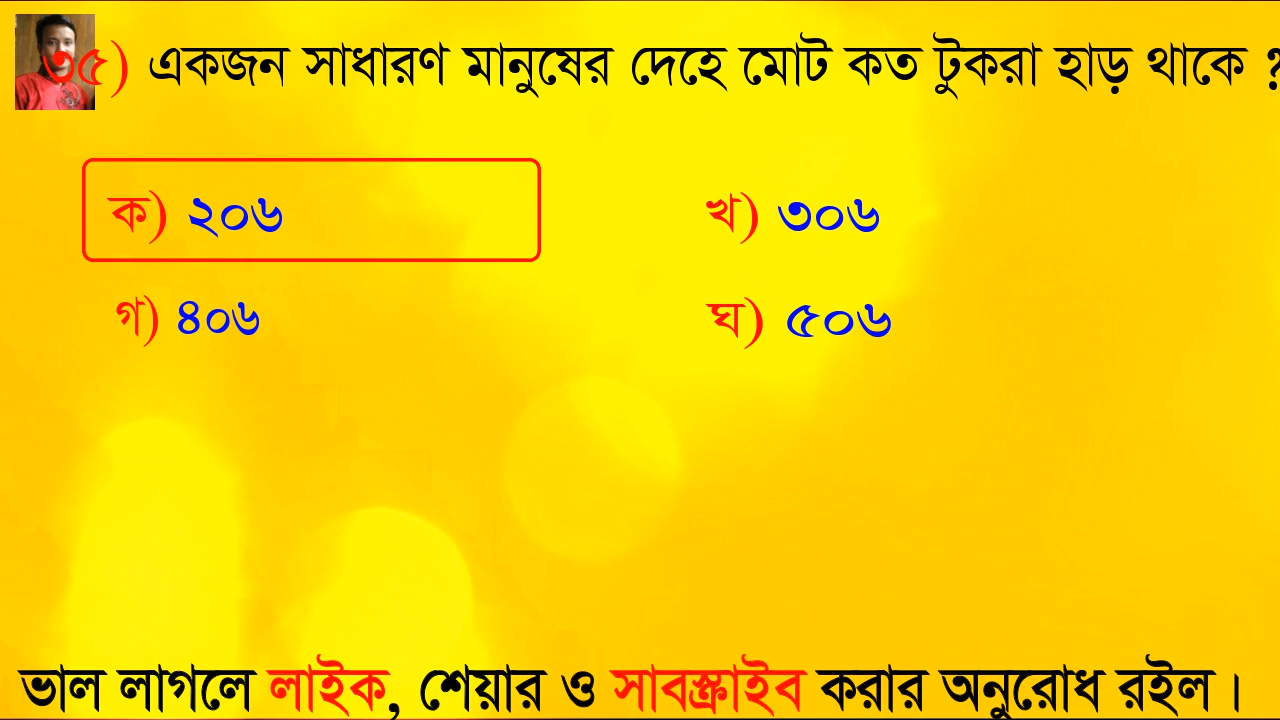 ৩৫) একজন সাধারণ মানুষের দেহে মোট কত টুকরা হাড় থাকে ?
ক) ২০৬ খ) ৩০৬
গ) ৪০৬ ঘ) ৫০৬
ভাল লাগলে লাইক, শেয়ার ও সাবস্ক্রাইব করার অনুরোধ রইল।